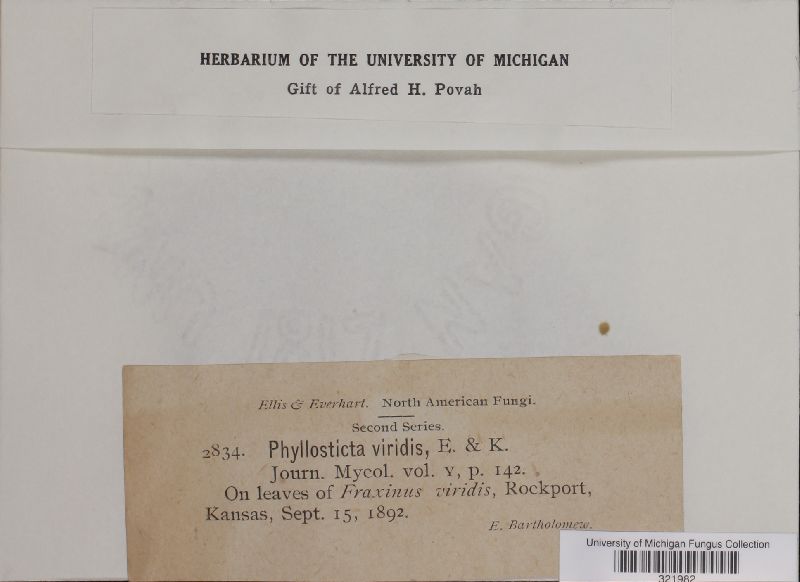 HERBARIUM OF THE UNIVERSITY OF MICHIGAN
Gift of Alfred H. Povah
Ellis & Everhart. North American Fungi.
Second Series.
2834. Phyllosticta viridis, E. & K.
Journ. Mycol. vol. V, p. 142.
On leaves of Fraxinus viridis, Rockport,
Kansas, Sept. 15, 1892.
E. Bartholomew.
University of Michigan Fungus Collection
321982